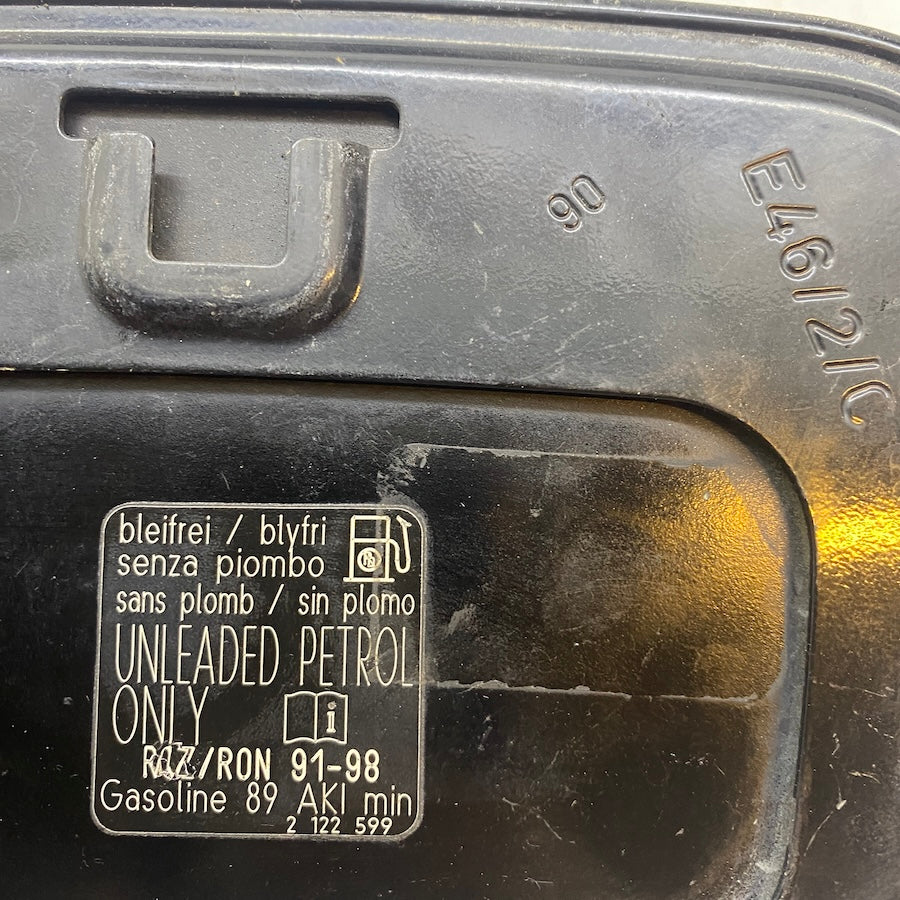 90
E46/2/C
bleifrei / blyfri
senza piombo
sans plomb / sin plomo
UNLEADED PETROL
ONLY
i
ROZ/RON 91-98
Gasoline 89 AKI min
2 122 599